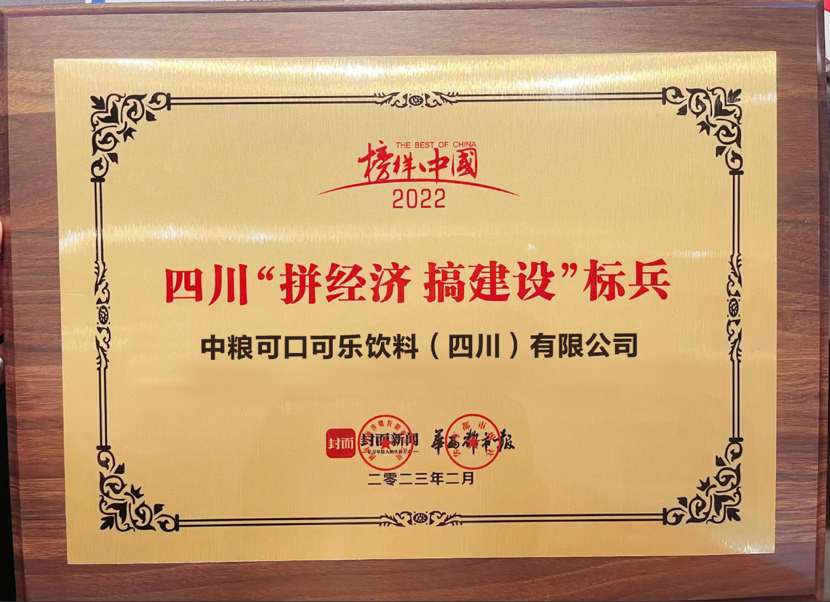 THE BEST OF CHINA
榜样中國
2022
四川“拼经济 搞建设”标兵
中粮可口可乐饮料（四川）有限公司
封面 封面新闻 华西都市报
二零二三年二月